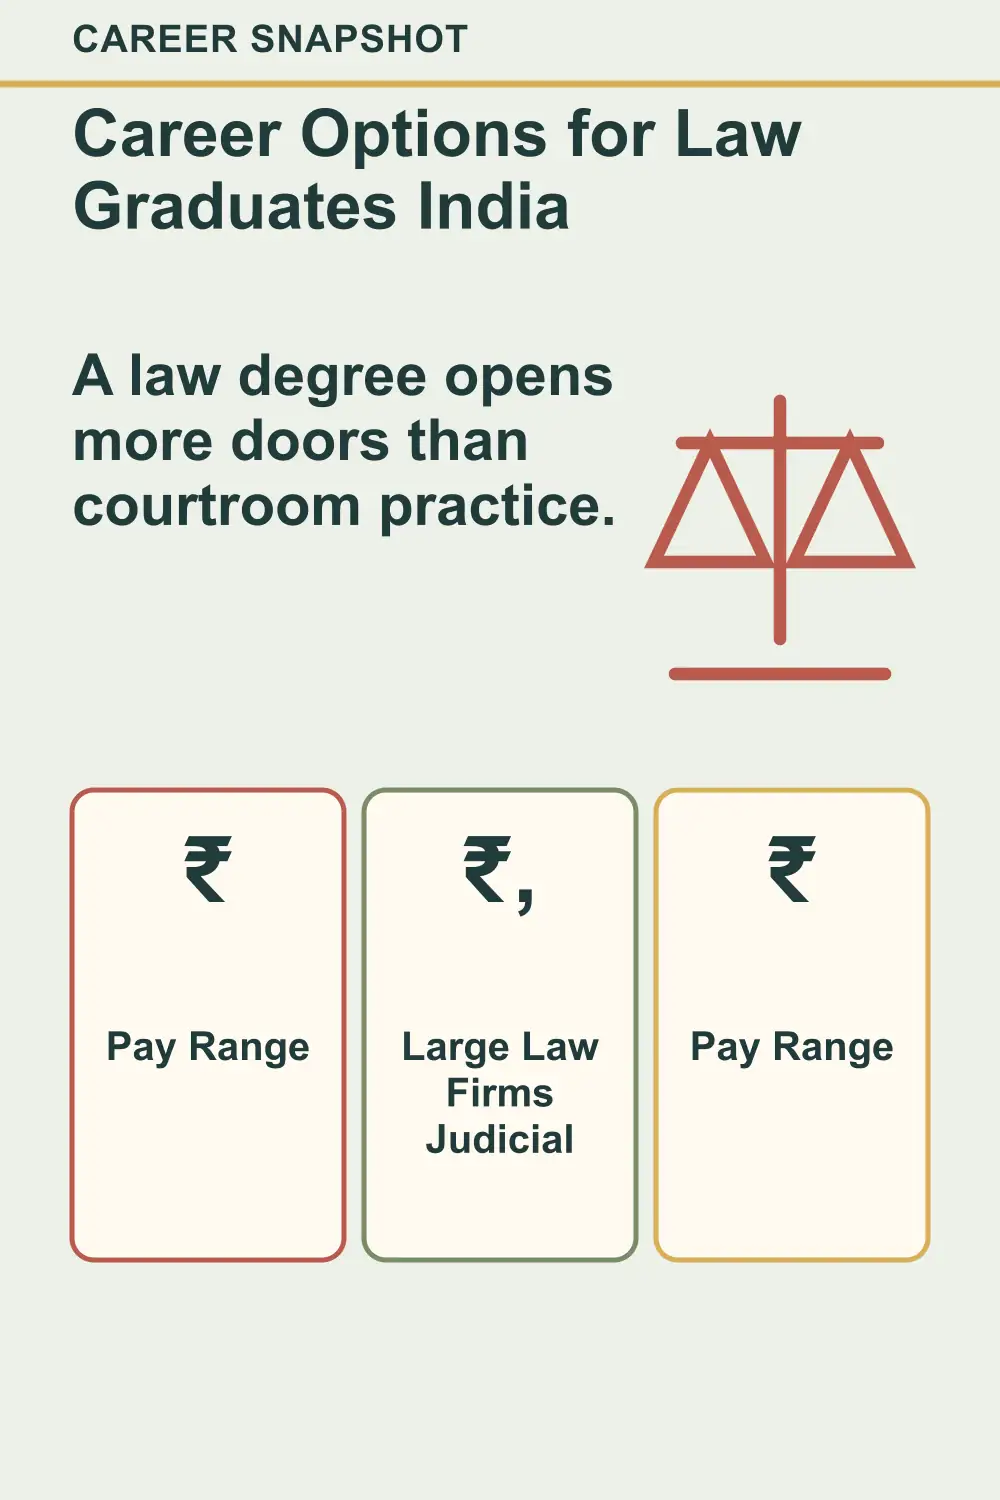 CAREER SNAPSHOT
Career Options for Law
Graduates India
A law degree opens
more doors than
courtroom practice.
₹
Pay Range
₹,
Large Law
Firms
Judicial
₹
Pay Range